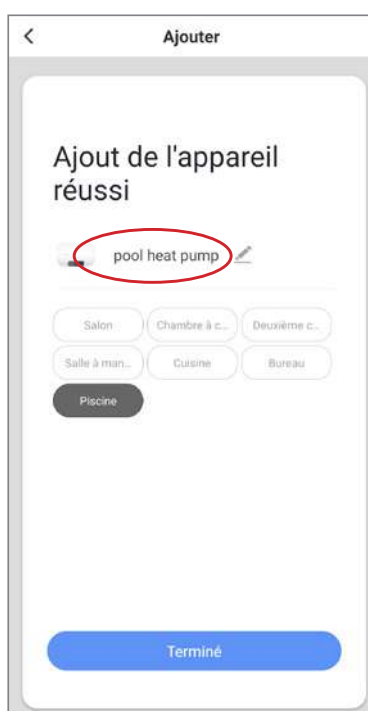 Ajouter
Ajout de l'appareil
réussi
pool heat pump
Salon Chambre à c... Deuxième c...
Salle à man... Cuisine Bureau
Piscine
Terminé